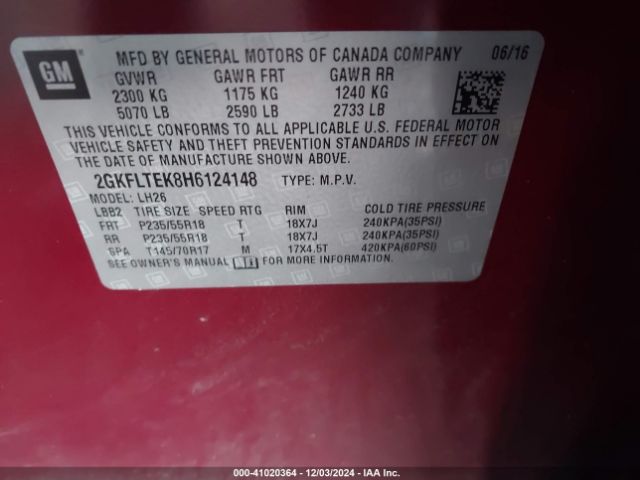 GM
MFD BY GENERAL MOTORS OF CANADA COMPANY 06/16
GVWR GAWR FRT GAWR RR
2300 KG 1175 KG 1240 KG
5070 LB 2590 LB 2733 LB
THIS VEHICLE CONFORMS TO ALL APPLICABLE U.S. FEDERAL MOTOR
VEHICLE SAFETY AND THEFT PREVENTION STANDARDS IN EFFECT ON
THE DATE OF MANUFACTURE SHOWN ABOVE.
2GKFLTEK8H6124148 TYPE: M.P.V.
MODEL: LH26
LBB2 TIRE SIZE SPEED RTG RIM COLD TIRE PRESSURE
FRT P235/55R18 T 18X7J 240KPA(35PSI)
RR P235/55R18 T 18X7J 240KPA(35PSI)
SPA T145/70R17 M 17X4.5T 420KPA(60PSI)
SEE OWNER'S MANUAL FOR MORE INFORMATION.
000-41020364 - 12/03/2024 - IAA Inc.